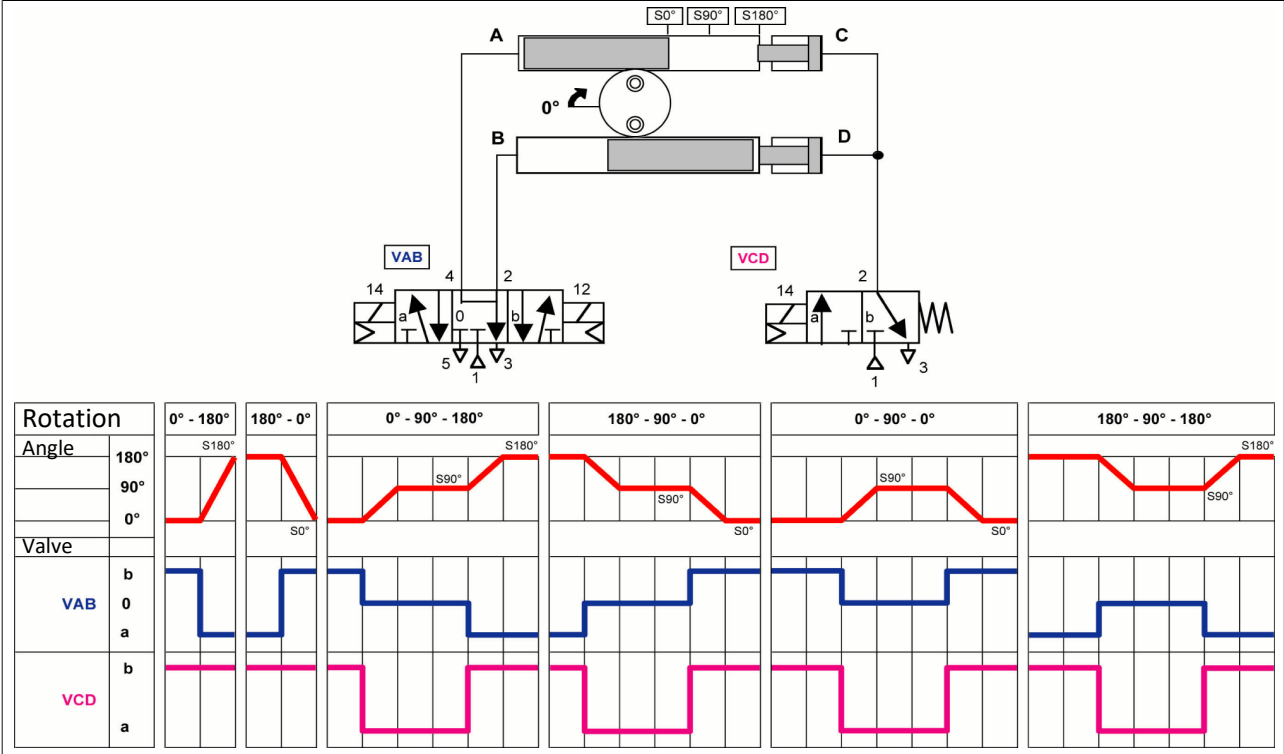 S0° S90° S180°
A C
0°
B D
VAB VCD
4 2 2
14 12 14
a 0 b a b
5 3 3
1 1
Rotation 0° - 180° 180° - 0° 0° - 90° - 180° 180° - 90° - 0° 0° - 90° - 0° 180° - 90° - 180°
Angle S180° S180° S180°
180°
90° S90° S90° S90° S90°
0° S0° S0° S0°
Valve
b
VAB 0
a
b
VCD
a